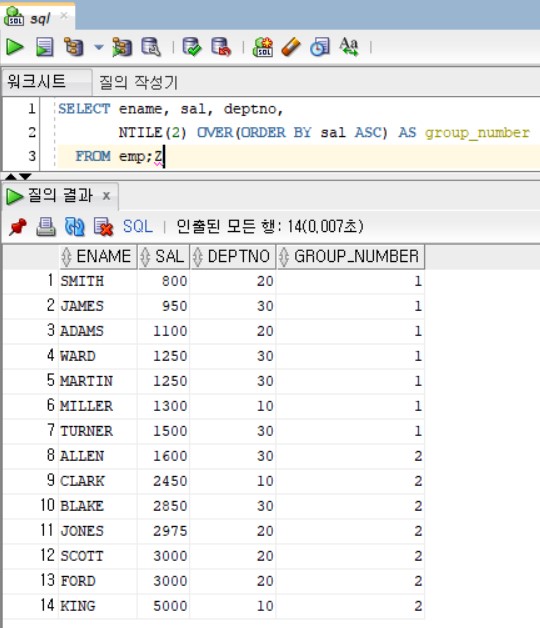 sql
워크시트 질의 작성기
1 SELECT ename, sal, deptno,
2 NTILE(2) OVER(ORDER BY sal ASC) AS group_number
3 FROM emp;Z
질의 결과 x
SQL | 인출된 모든 행: 14(0,007초)
ENAME SAL DEPTNO GROUP_NUMBER
1 SMITH 800 20 1
2 JAMES 950 30 1
3 ADAMS 1100 20 1
4 WARD 1250 30 1
5 MARTIN 1250 30 1
6 MILLER 1300 10 1
7 TURNER 1500 30 1
8 ALLEN 1600 30 2
9 CLARK 2450 10 2
10 BLAKE 2850 30 2
11 JONES 2975 20 2
12 SCOTT 3000 20 2
13 FORD 3000 20 2
14 KING 5000 10 2